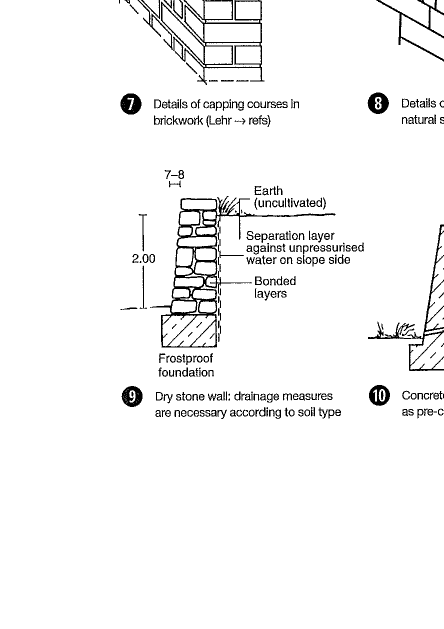 7 Details of capping courses in
brickwork (Lehr → refs)
8 Details
natural
7–8
Earth
(uncultivated)
Separation layer
against unpressurised
water on slope side
2.00
Bonded
layers
Frostproof
foundation
9 Dry stone wall: drainage measures
are necessary according to soil type
10 Concret
as pre-c